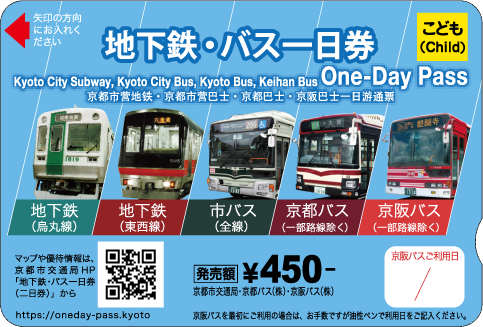 矢印の方向
にお入れく
ださい
地下鉄・バス一日券
こども
(Child)
Kyoto City Subway, Kyoto City Bus, Kyoto Bus, Keihan Bus One-Day Pass
京都市营地铁・京都市营巴士・京都巴士・京阪巴士一日游通票
1819
地下鉄
(烏丸線)
地下鉄
(東西線)
市バス
(全線)
京都バス
(一部路線除く)
京阪バス
(一部路線除く)
マップや優待情報は、
京都市交通局HP
「地下鉄・バス一日券
(二日券)」から
https://oneday-pass.kyoto
発売額 ¥450-
京都市交通局・京都バス(株)・京阪バス(株)
京阪バスご利用日
/
京阪バスを最初にご利用の場合は、お手数ですが油性ペンで利用日をご記入ください。